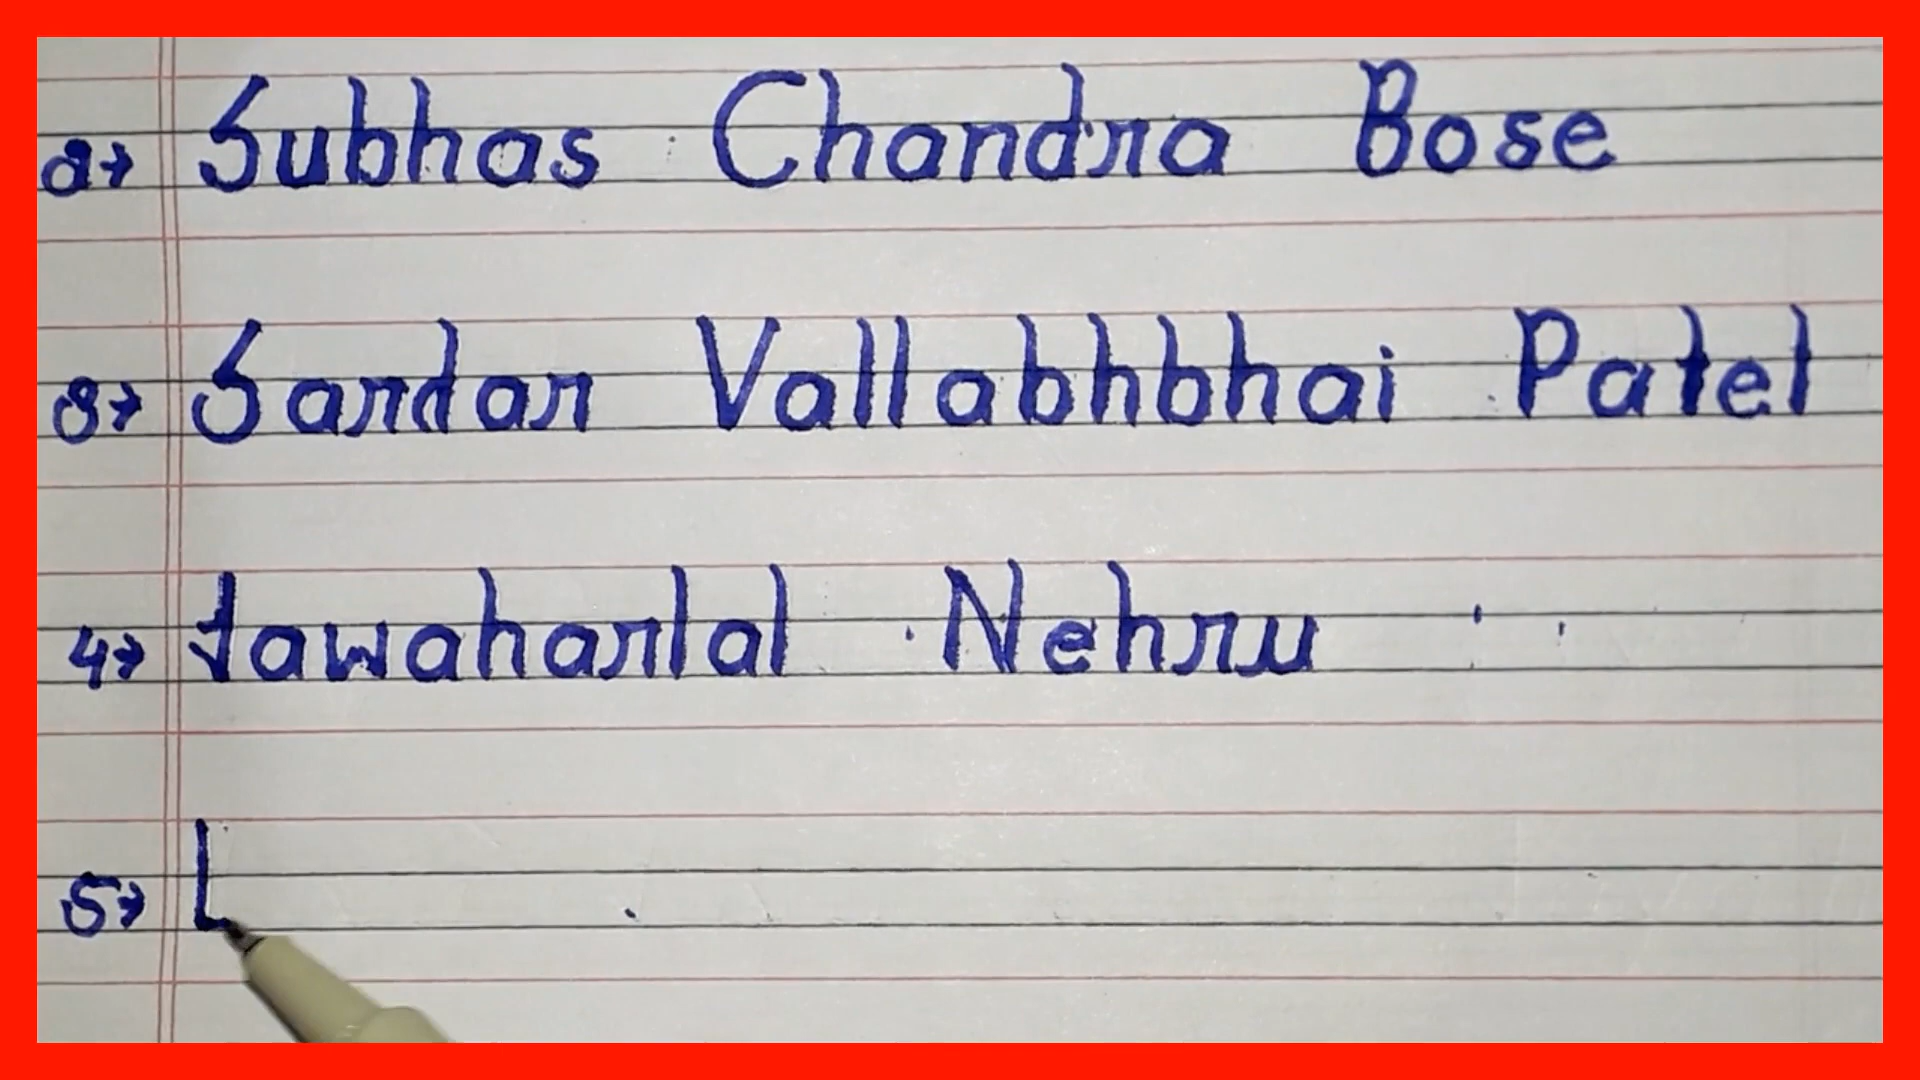 2→ Subhas Chandra Bose
3→ Sardar Vallabhbhai Patel
4→ Jawaharlal Nehru
5→ L